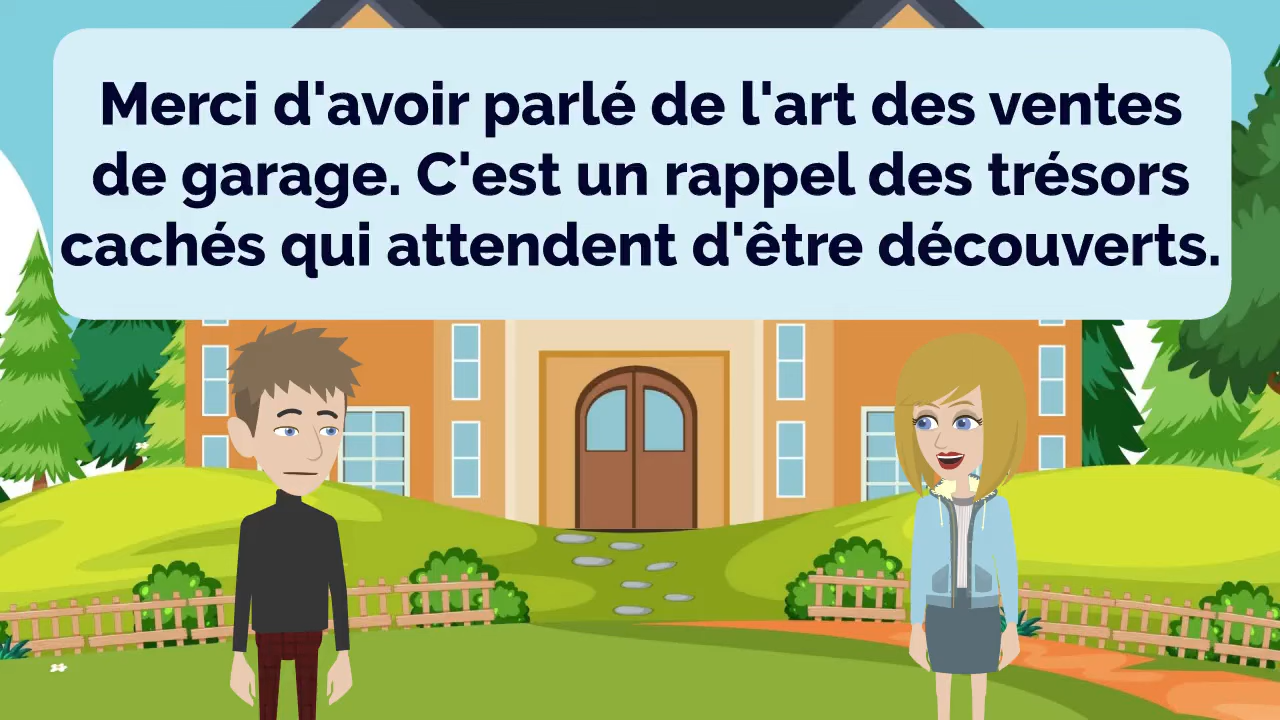 Merci d'avoir parlé de l'art des ventes
de garage. C'est un rappel des trésors
cachés qui attendent d'être découverts.